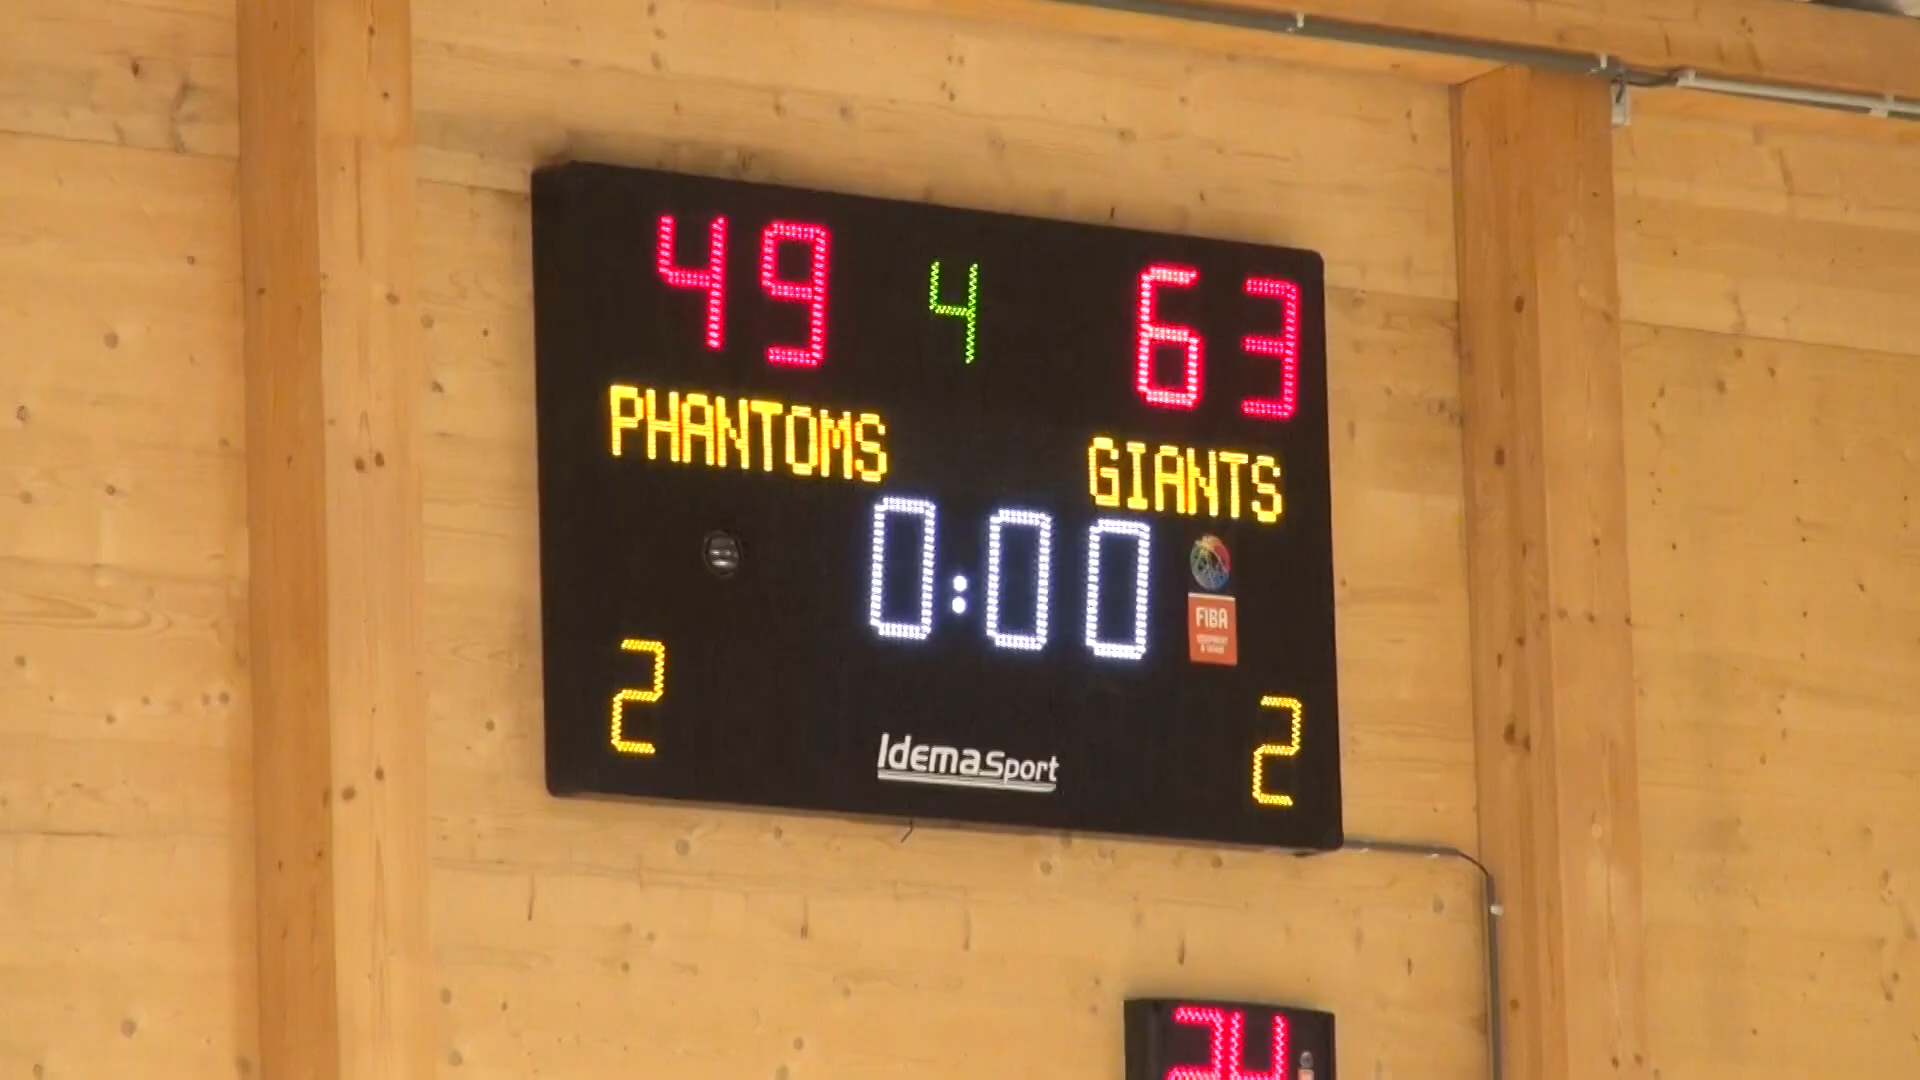 49 4 63
PHANTOMS GIANTS
0:00
FIBA
2 2
IdemaSport
24